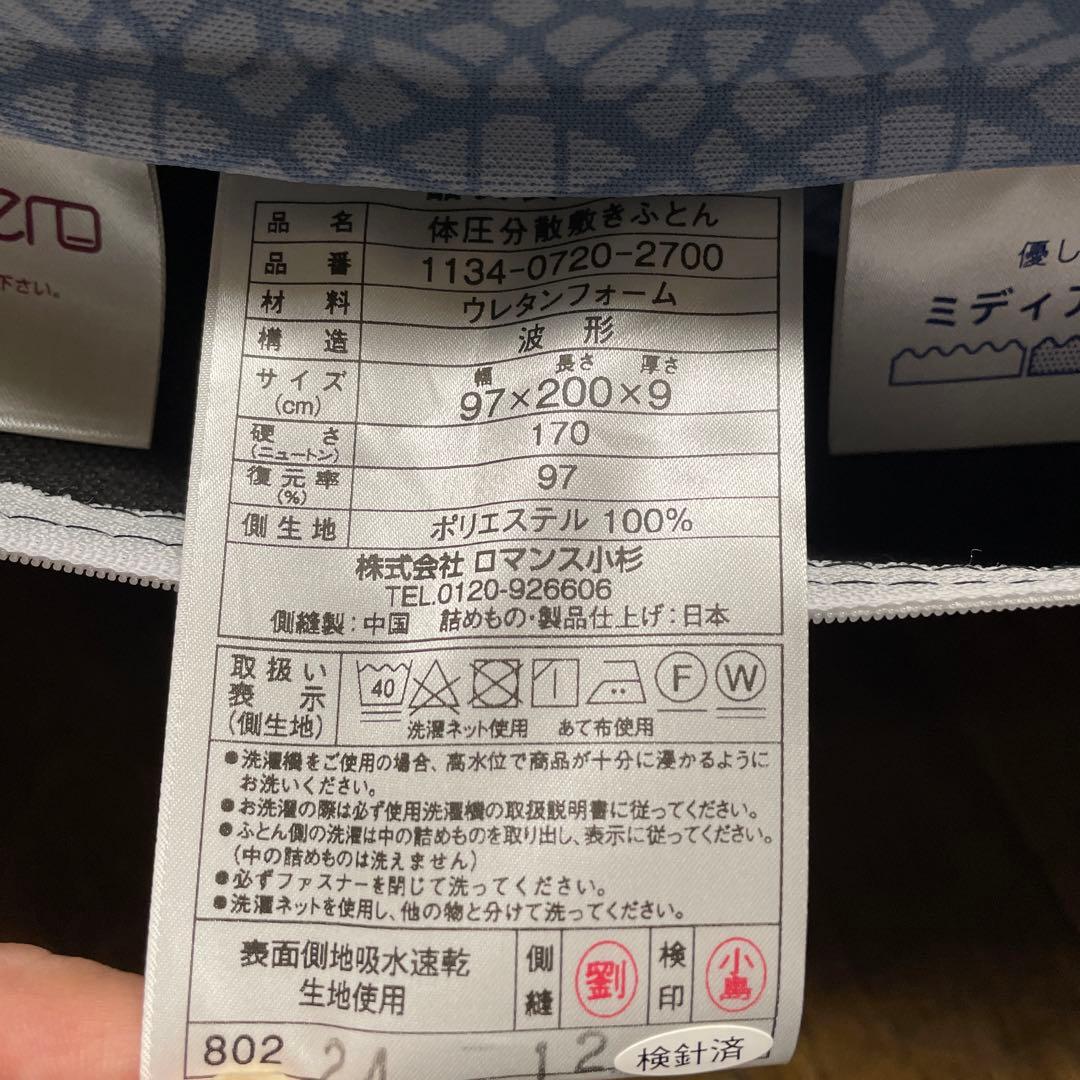 下さい。
品名 体圧分散敷きふとん
品番 1134-0720-2700
材料 ウレタンフォーム
構造 波形
サイズ(cm) 幅 長さ 厚さ
97×200×9
硬さ(ニュートン) 170
復元率(%) 97
側生地 ポリエステル 100%
株式会社 ロマンス小杉
TEL.0120-926606
側縫製:中国 詰めもの・製品仕上げ:日本
取扱い
表示
(側生地)
40 F W
洗濯ネット使用 あて布使用
●洗濯機をご使用の場合、高水位で商品が十分に浸かるように
お洗いください。
●お洗濯の際は必ず使用洗濯機の取扱説明書に従ってください。
●ふとん側の洗濯は中の詰めものを取り出し、表示に従ってください。
(中の詰めものは洗えません)
●必ずファスナーを閉じて洗ってください。
●洗濯ネットを使用し、他の物と分けて洗ってください。
表面側地吸水速乾
生地使用
側縫 劉 検印 小島
802 24 12 検針済
優し
ミディ